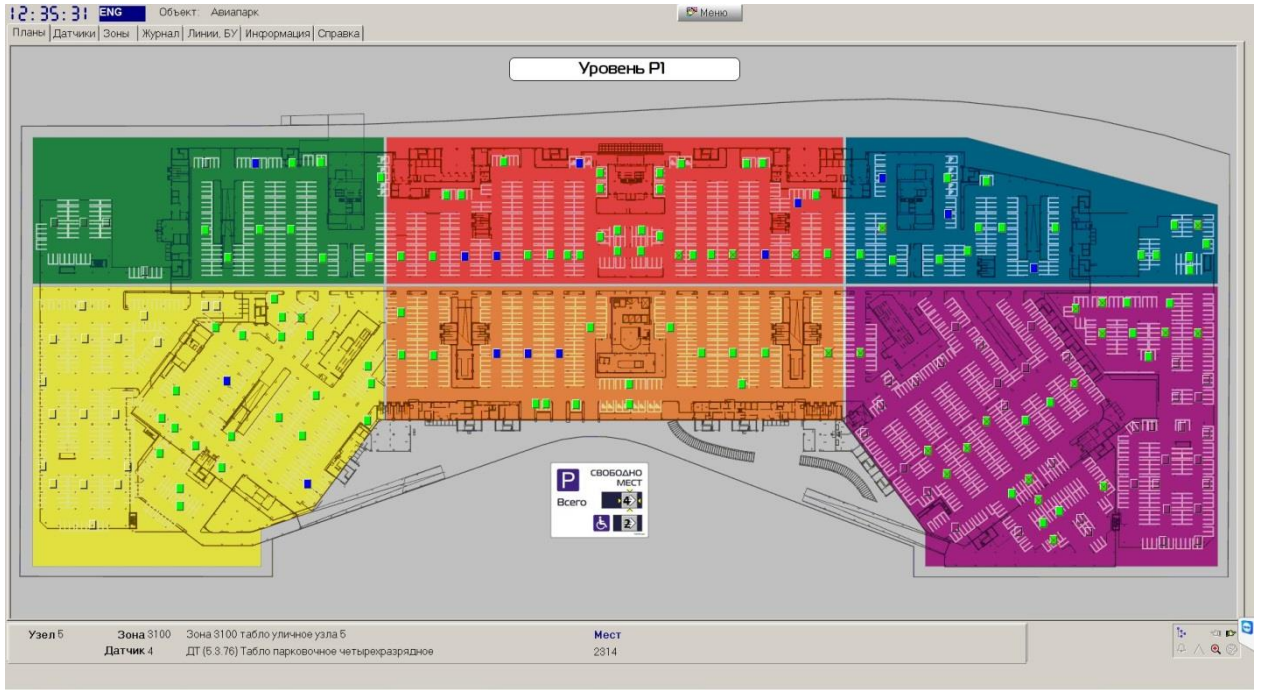 12:35:31 ENG Объект: Авиапарк Меню
Планы Датчики Зоны Журнал Линии, БУ Информация Справка
Уровень P1
P СВОБОДНО
МЕСТ
Всего 4
2
Узел 5 Зона 3100 Зона 3100 табло уличное узла 5 Мест
Датчик 4 ДТ (5.3.76) Табло парковочное четырехразрядное 2314